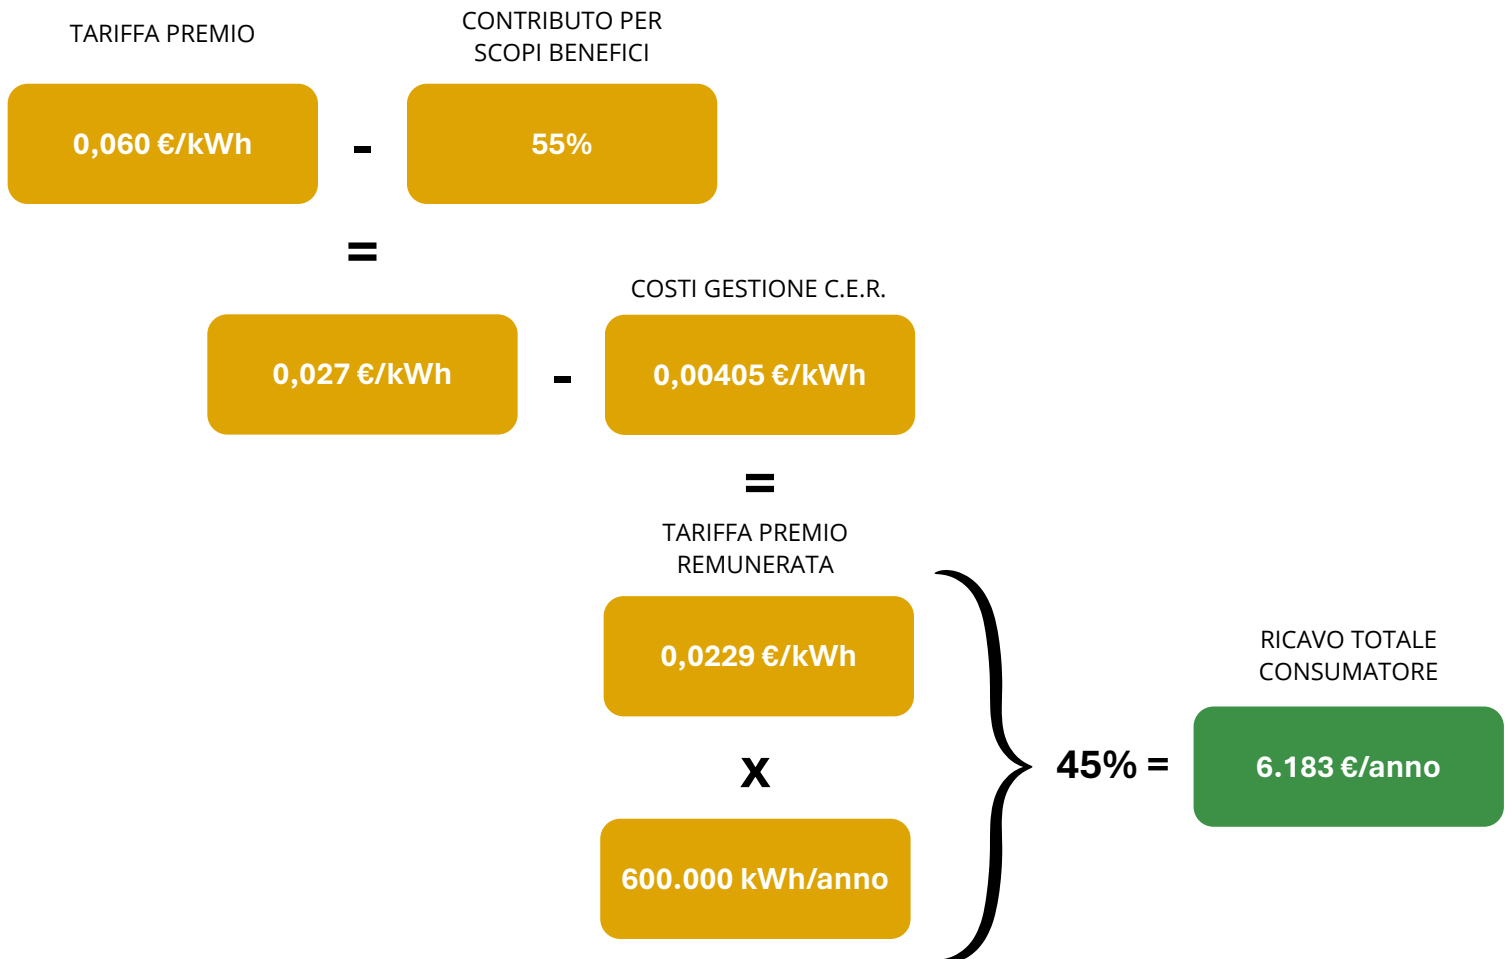 TARIFFA PREMIO
CONTRIBUTO PER
SCOPI BENEFICI
0,060 €/kWh
-
55%
=
COSTI GESTIONE C.E.R.
0,027 €/kWh
-
0,00405 €/kWh
=
TARIFFA PREMIO
REMUNERATA
0,0229 €/kWh
x
600.000 kWh/anno
45% =
RICAVO TOTALE
CONSUMATORE
6.183 €/anno